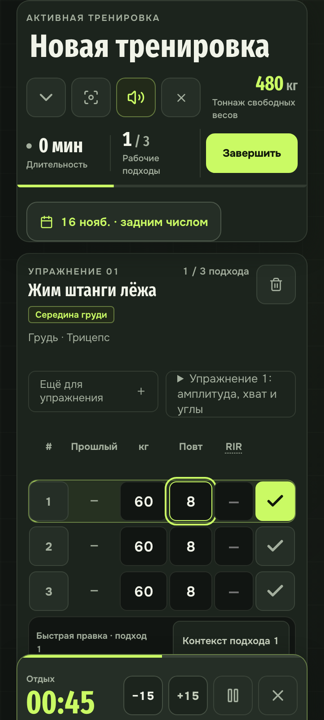 АКТИВНАЯ ТРЕНИРОВКА
Новая тренировка
480 кг
Тоннаж свободных
весов
0 мин
Длительность
1 / 3
Рабочие
подходы
Завершить
16 нояб. · задним числом
УПРАЖНЕНИЕ 01
1 / 3 подхода
Жим штанги лёжа
Середина груди
Грудь · Трицепс
Ещё для
упражнения
+
▶ Упражнение 1:
амплитуда, хват и
углы
# Прошлый кг Повт RIR
1 – 60 8 —
2 – 60 8 —
3 – 60 8 —
Быстрая правка · подход
1
Контекст подхода 1
Отдых
00:45
−15
+15